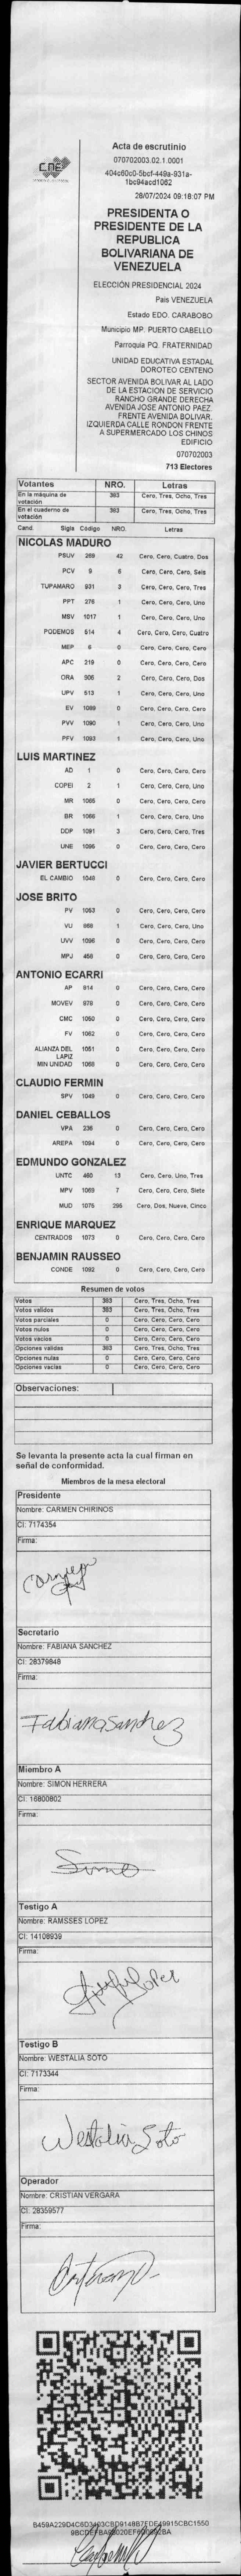 CNE
Acta de escrutinio
070702003.02.1.0001
404c60c0-5bcf-449a-931a-
1bc94acd1062
28/07/2024 09:18:07 PM
PRESIDENTA O
PRESIDENTE DE LA
REPUBLICA
BOLIVARIANA DE
VENEZUELA
ELECCIÓN PRESIDENCIAL 2024
Pais VENEZUELA
Estado EDO. CARABOBO
Municipio MP. PUERTO CABELLO
Parroquia PQ. FRATERNIDAD
UNIDAD EDUCATIVA ESTADAL
DOROTEO CENTENO
SECTOR AVENIDA BOLIVAR AL LADO
DE LA ESTACION DE SERVICIO
RANCHO GRANDE DERECHA
AVENIDA JOSE ANTONIO PAEZ.
FRENTE AVENIDA BOLIVAR.
IZQUIERDA CALLE RONDON FRENTE
A SUPERMERCADO LOS CHINOS
EDIFICIO
070702003
713 Electores
Votantes NRO. Letras
En la máquina de votación 383 Cero, Tres, Ocho, Tres
En el cuaderno de votación 383 Cero, Tres, Ocho, Tres
Cand. Sigla Código NRO. Letras
NICOLAS MADURO
PSUV 269 42 Cero, Cero, Cuatro, Dos
PCV 9 6 Cero, Cero, Cero, Seis
TUPAMARO 931 3 Cero, Cero, Cero, Tres
PPT 276 1 Cero, Cero, Cero, Uno
MSV 1017 1 Cero, Cero, Cero, Uno
PODEMOS 514 4 Cero, Cero, Cero, Cuatro
MEP 6 0 Cero, Cero, Cero, Cero
APC 219 0 Cero, Cero, Cero, Cero
ORA 906 2 Cero, Cero, Cero, Dos
UPV 513 1 Cero, Cero, Cero, Uno
EV 1089 0 Cero, Cero, Cero, Cero
PVV 1090 1 Cero, Cero, Cero, Uno
PFV 1093 1 Cero, Cero, Cero, Uno
LUIS MARTINEZ
AD 1 0 Cero, Cero, Cero, Cero
COPEI 2 1 Cero, Cero, Cero, Uno
MR 1085 0 Cero, Cero, Cero, Cero
BR 1066 1 Cero, Cero, Cero, Uno
DDP 1091 3 Cero, Cero, Cero, Tres
UNE 1086 0 Cero, Cero, Cero, Cero
JAVIER BERTUCCI
EL CAMBIO 1048 0 Cero, Cero, Cero, Cero
JOSE BRITO
PV 1053 0 Cero, Cero, Cero, Cero
VU 868 1 Cero, Cero, Cero, Uno
UVV 1096 0 Cero, Cero, Cero, Cero
MPJ 458 0 Cero, Cero, Cero, Cero
ANTONIO ECARRI
AP 814 0 Cero, Cero, Cero, Cero
MOVEV 978 0 Cero, Cero, Cero, Cero
CMC 1050 0 Cero, Cero, Cero, Cero
FV 1062 0 Cero, Cero, Cero, Cero
ALIANZA DEL LAPIZ 1051 0 Cero, Cero, Cero, Cero
MIN UNIDAD 1068 0 Cero, Cero, Cero, Cero
CLAUDIO FERMIN
SPV 1049 0 Cero, Cero, Cero, Cero
DANIEL CEBALLOS
VPA 236 0 Cero, Cero, Cero, Cero
AREPA 1094 0 Cero, Cero, Cero, Cero
EDMUNDO GONZALEZ
UNTC 460 13 Cero, Cero, Uno, Tres
MPV 1069 7 Cero, Cero, Cero, Siete
MUD 1075 295 Cero, Dos, Nueve, Cinco
ENRIQUE MARQUEZ
CENTRADOS 1073 0 Cero, Cero, Cero, Cero
BENJAMIN RAUSSEO
CONDE 1092 0 Cero, Cero, Cero, Cero
Resumen de votos
Votos 383 Cero, Tres, Ocho, Tres
Votos validos 383 Cero, Tres, Ocho, Tres
Votos parciales 0 Cero, Cero, Cero, Cero
Votos nulos 0 Cero, Cero, Cero, Cero
Votos vacios 0 Cero, Cero, Cero, Cero
Opciones validas 383 Cero, Tres, Ocho, Tres
Opciones nulas 0 Cero, Cero, Cero, Cero
Opciones vacias 0 Cero, Cero, Cero, Cero
Observaciones:
Se levanta la presente acta la cual firman en
señal de conformidad.
Miembros de la mesa electoral
Presidente
Nombre: CARMEN CHIRINOS
CI: 7174354
Firma:
Secretario
Nombre: FABIANA SANCHEZ
CI: 28379848
Firma:
Fabiana Sanchez
Miembro A
Nombre: SIMON HERRERA
CI: 16800802
Firma:
Testigo A
Nombre: RAMSSES LOPEZ
CI: 14108939
Firma:
Testigo B
Nombre: WESTALIA SOTO
CI: 7173344
Firma:
Westalia Soto
Operador
Nombre: CRISTIAN VERGARA
CI: 28359577
Firma: